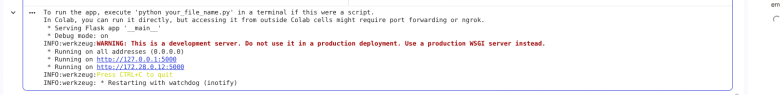 To run the app, execute 'python your_file_name.py' in a terminal if this were a script.
In Colab, you can run it directly, but accessing it from outside Colab cells might require port forwarding or ngrok.
* Serving Flask app '__main__'
* Debug mode: on
INFO:werkzeug:WARNING: This is a development server. Do not use it in a production deployment. Use a production WSGI server instead.
* Running on all addresses (0.0.0.0)
* Running on http://127.0.0.1:5000
* Running on http://172.28.0.12:5000
INFO:werkzeug:Press CTRL+C to quit
INFO:werkzeug: * Restarting with watchdog (inotify)